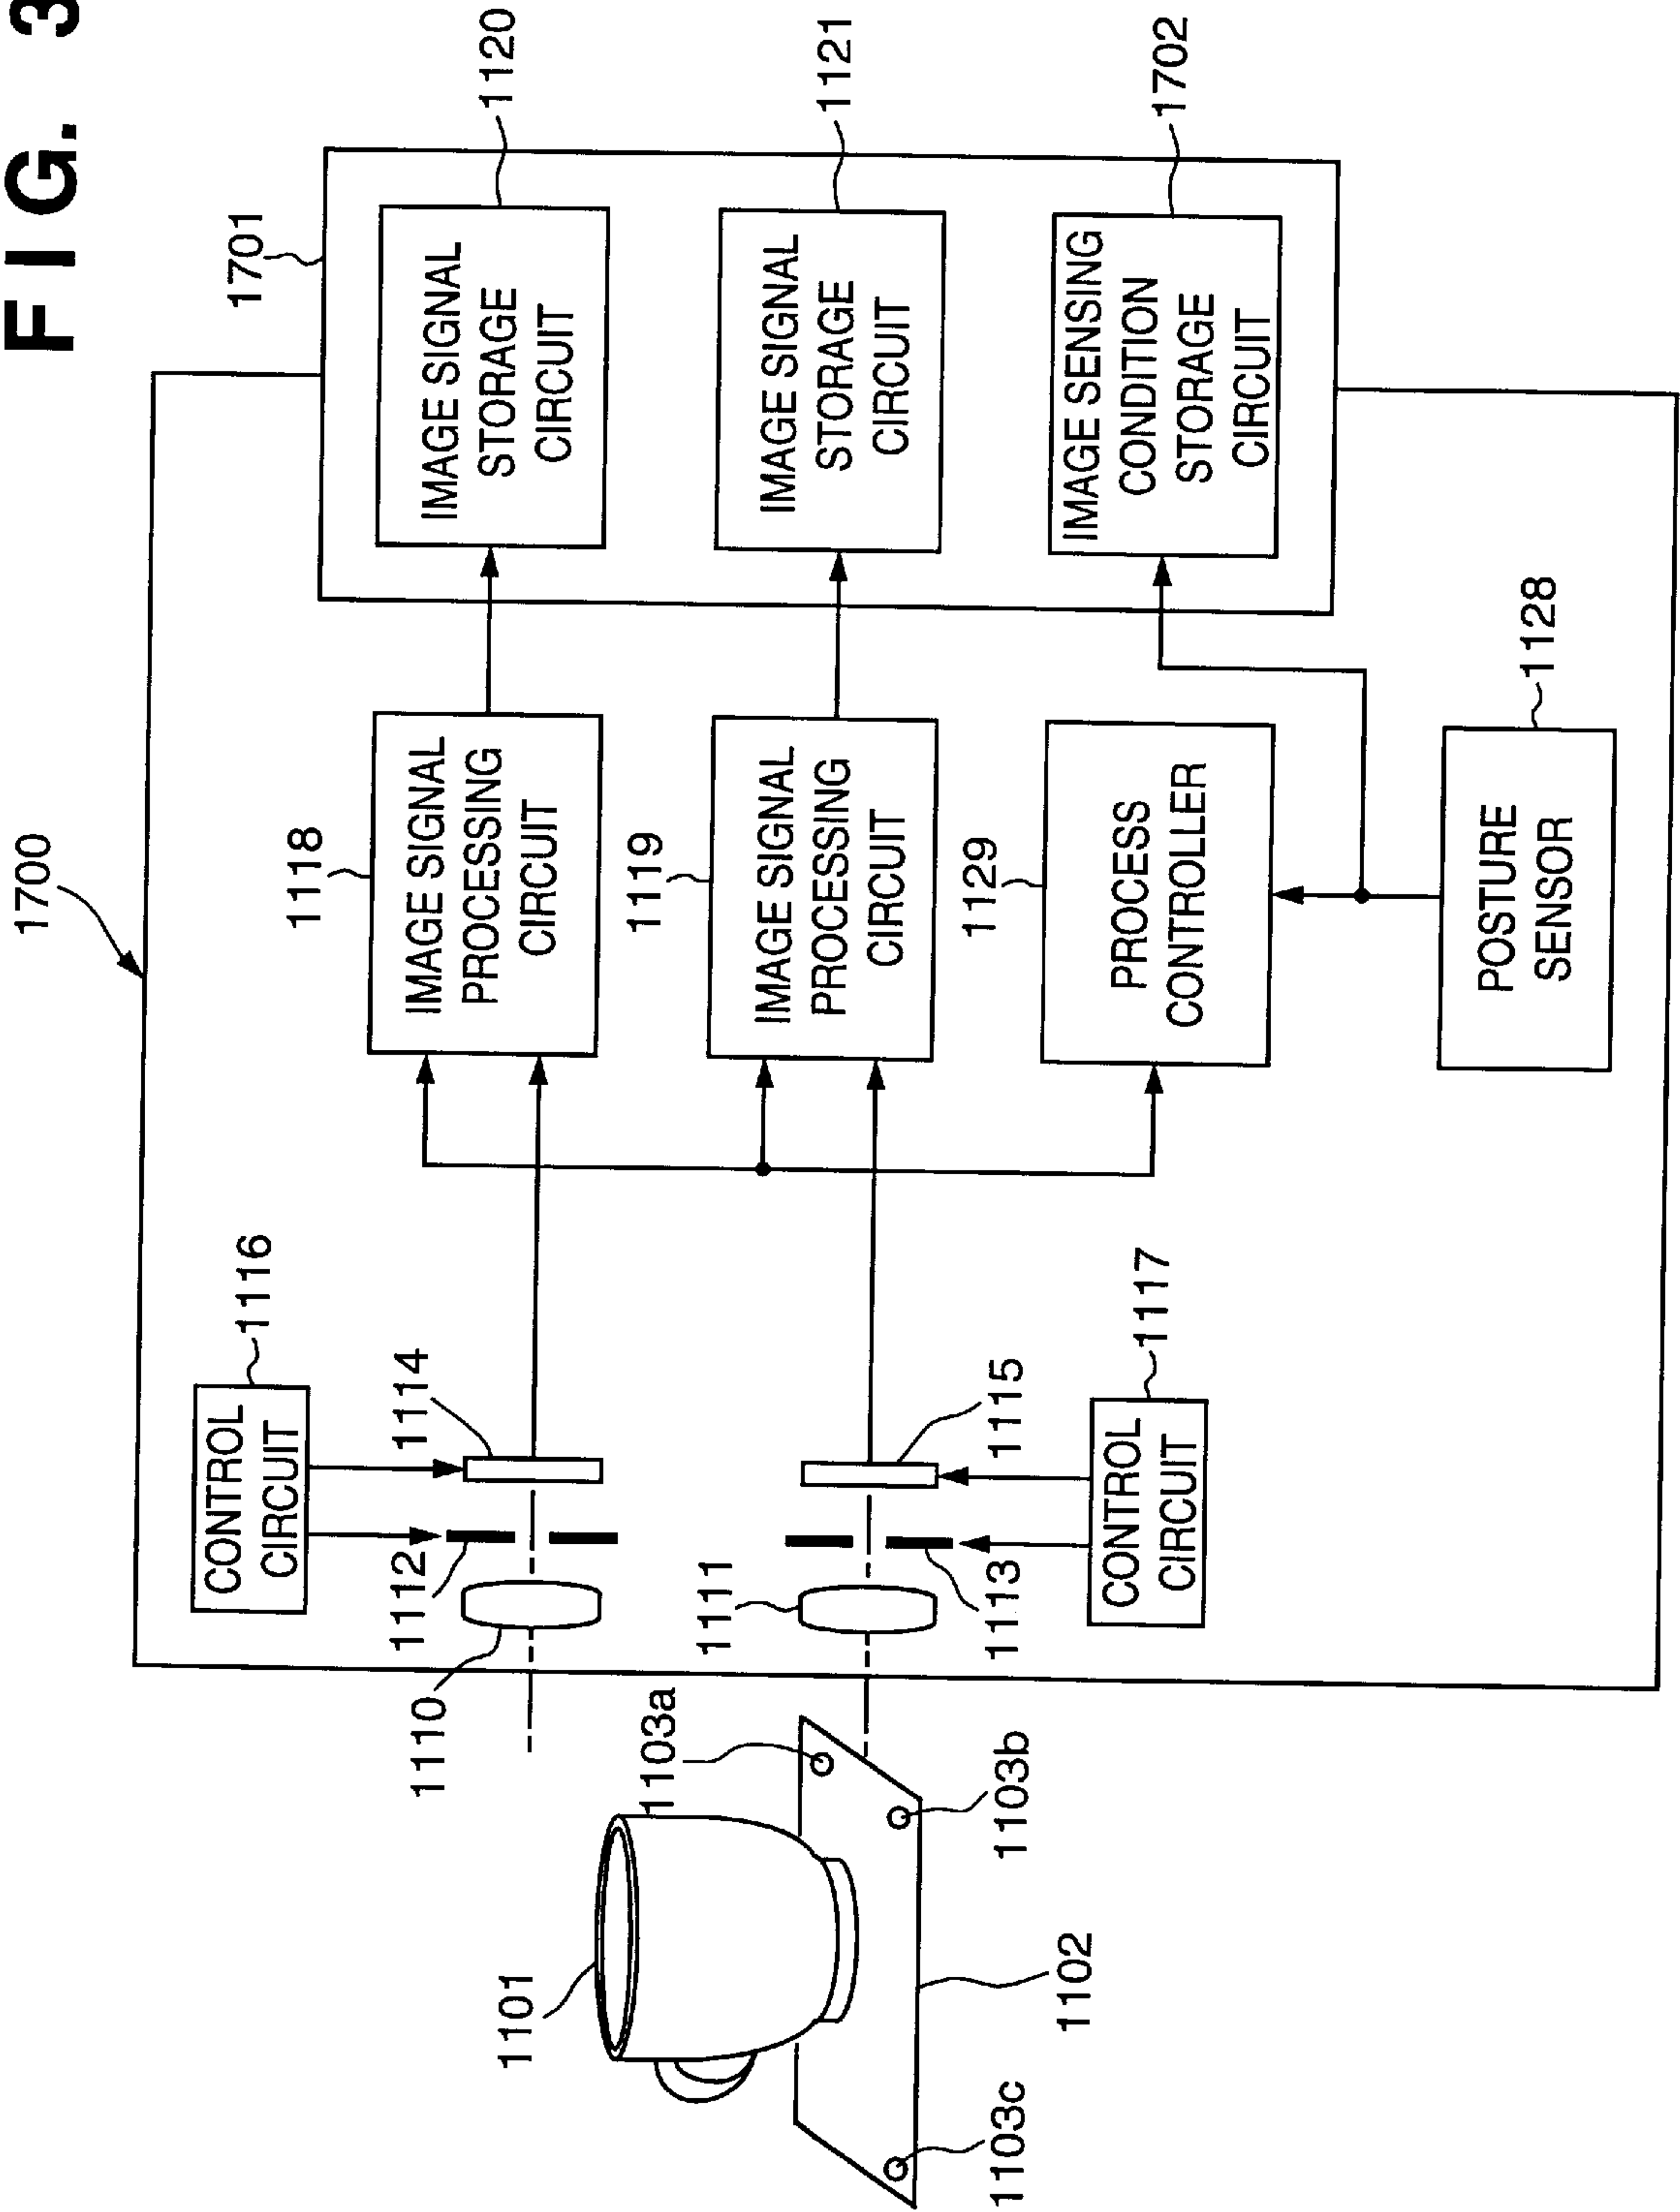 FIG. 3
1700
1701
CONTROL
CIRCUIT
1116
1118
IMAGE SIGNAL
PROCESSING
CIRCUIT
IMAGE SIGNAL
STORAGE
CIRCUIT
1120
1110
1112
1114
1101
1103a
1111
1119
IMAGE SIGNAL
PROCESSING
CIRCUIT
IMAGE SIGNAL
STORAGE
CIRCUIT
1121
1103c
1103b
1113
1115
1102
1129
PROCESS
CONTROLLER
IMAGE SENSING
CONDITION
STORAGE
CIRCUIT
1702
CONTROL
CIRCUIT
1117
POSTURE
SENSOR
1128